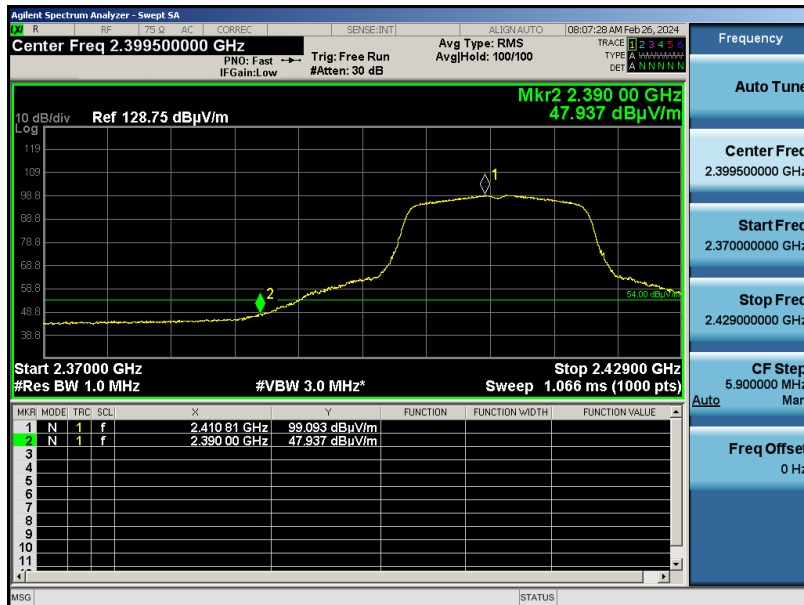 Agilent Spectrum Analyzer - Swept SA
LXI R RF 75 Ω AC CORREC SENSE:INT ALIGN AUTO 08:07:28 AM Feb 26, 2024
Center Freq 2.399500000 GHz
PNO: Fast
IFGain:Low
Trig: Free Run
#Atten: 30 dB
Avg Type: RMS
Avg|Hold: 100/100
TRACE 1 2 3 4 5 6
TYPE A
DET A N N N N N
Frequency
Mkr2 2.390 00 GHz
47.937 dBµV/m
10 dB/div
Log
Ref 128.75 dBµV/m
119
109
98.8
88.8
78.8
68.8
58.8
48.8
38.8
1
2
54.00 dBµV/m
Start 2.37000 GHz
Stop 2.42900 GHz
#Res BW 1.0 MHz
#VBW 3.0 MHz*
Sweep 1.066 ms (1000 pts)
MKR MODE TRC SCL X Y FUNCTION FUNCTION WIDTH FUNCTION VALUE
1 N 1 f 2.410 81 GHz 99.093 dBµV/m
2 N 1 f 2.390 00 GHz 47.937 dBµV/m
3
4
5
6
7
8
9
10
11
MSG
STATUS
Auto Tune
Center Freq
2.399500000 GHz
Start Freq
2.370000000 GHz
Stop Freq
2.429000000 GHz
CF Step
5.900000 MHz
Auto Man
Freq Offset
0 Hz